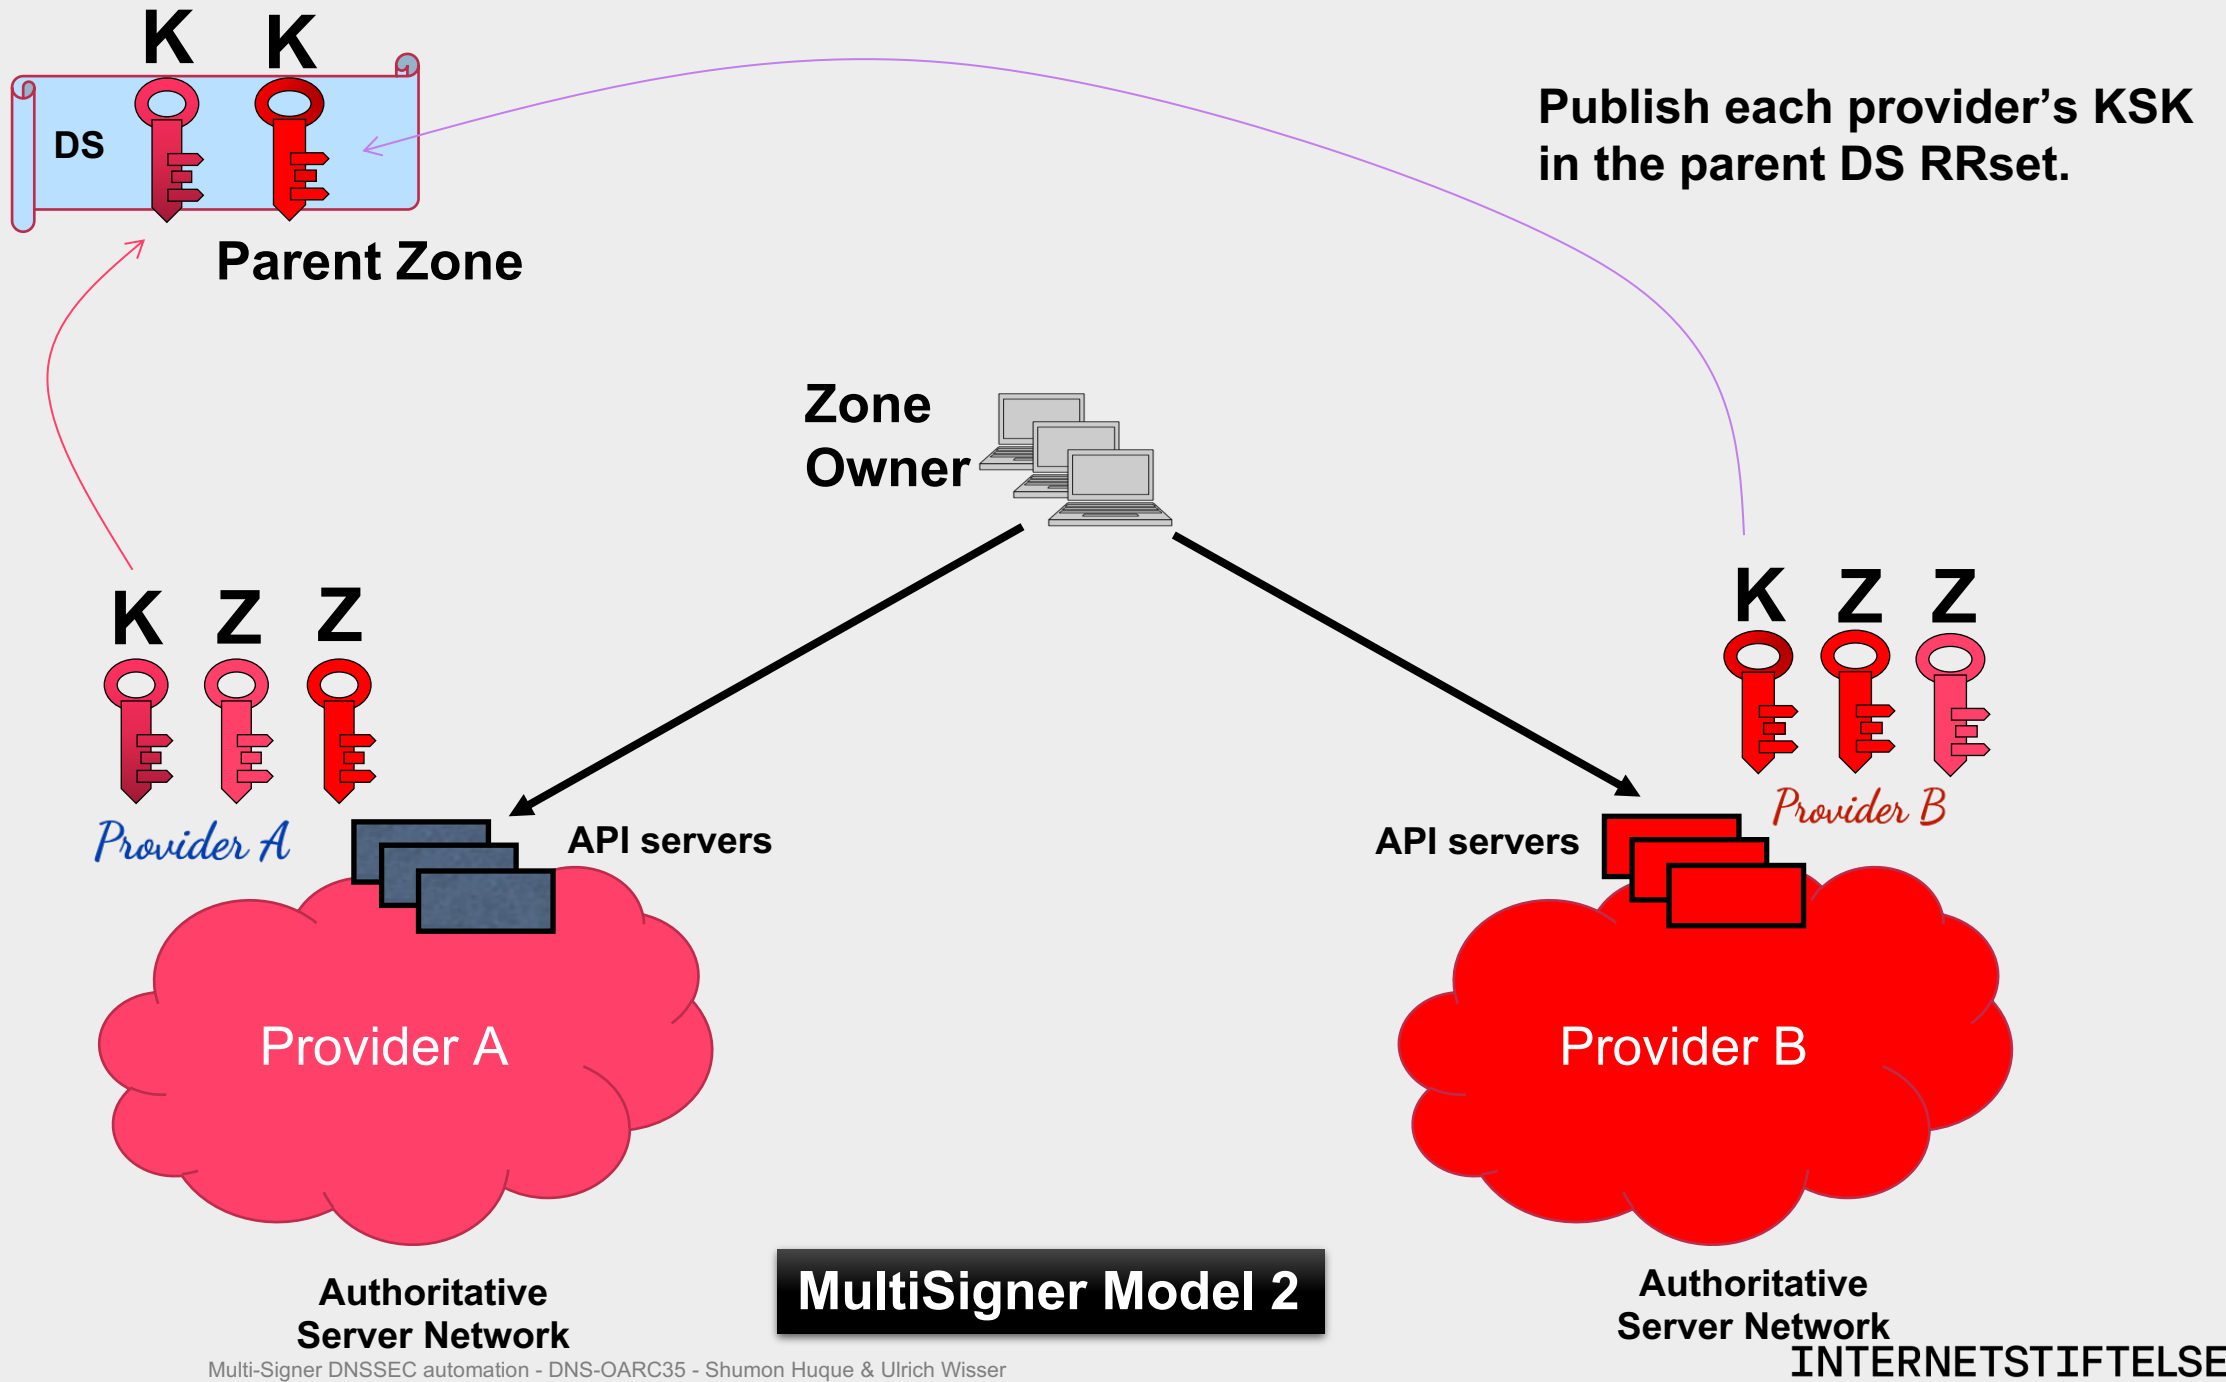 K K
DS
Parent Zone
Publish each provider’s KSK
in the parent DS RRset.
Zone
Owner
K Z Z
Provider A
API servers
Provider A
Authoritative
Server Network
K Z Z
Provider B
API servers
Provider B
Authoritative
Server Network
MultiSigner Model 2
Multi-Signer DNSSEC automation - DNS-OARC35 - Shumon Huque & Ulrich Wisser
INTERNETSTIFTELSE